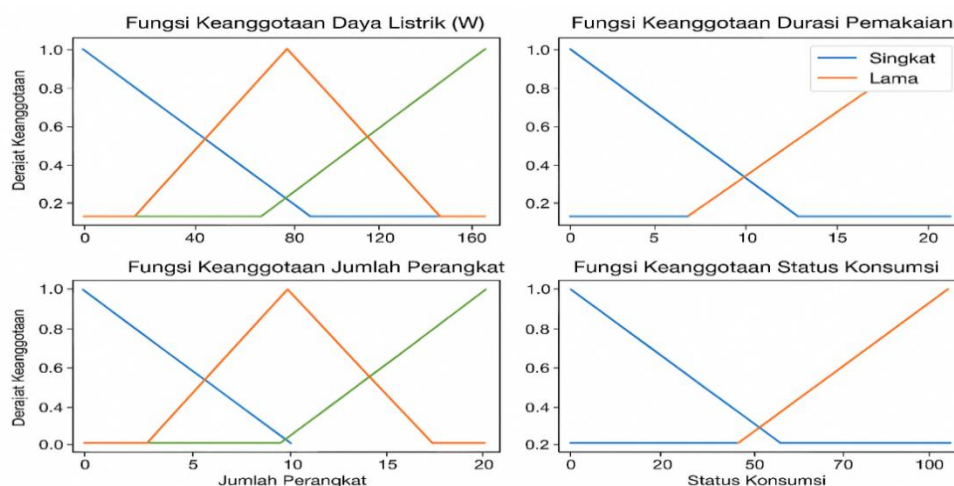 Fungsi Keanggotaan Daya Listrik (W)
Derajat Keanggotaan
1.0
0.8
0.6
0.4
0.2
0 40 80 120 160
Fungsi Keanggotaan Durasi Pemakaian
1.0
0.8
0.6
0.4
0.2
Singkat
Lama
0 5 10 15 20
Fungsi Keanggotaan Jumlah Perangkat
Derajat Keanggotaan
1.0
0.8
0.6
0.4
0.0
0 5 10 15 20
Jumlah Perangkat
Fungsi Keanggotaan Status Konsumsi
1.0
0.8
0.6
0.4
0.2
0 20 50 70 100
Status Konsumsi